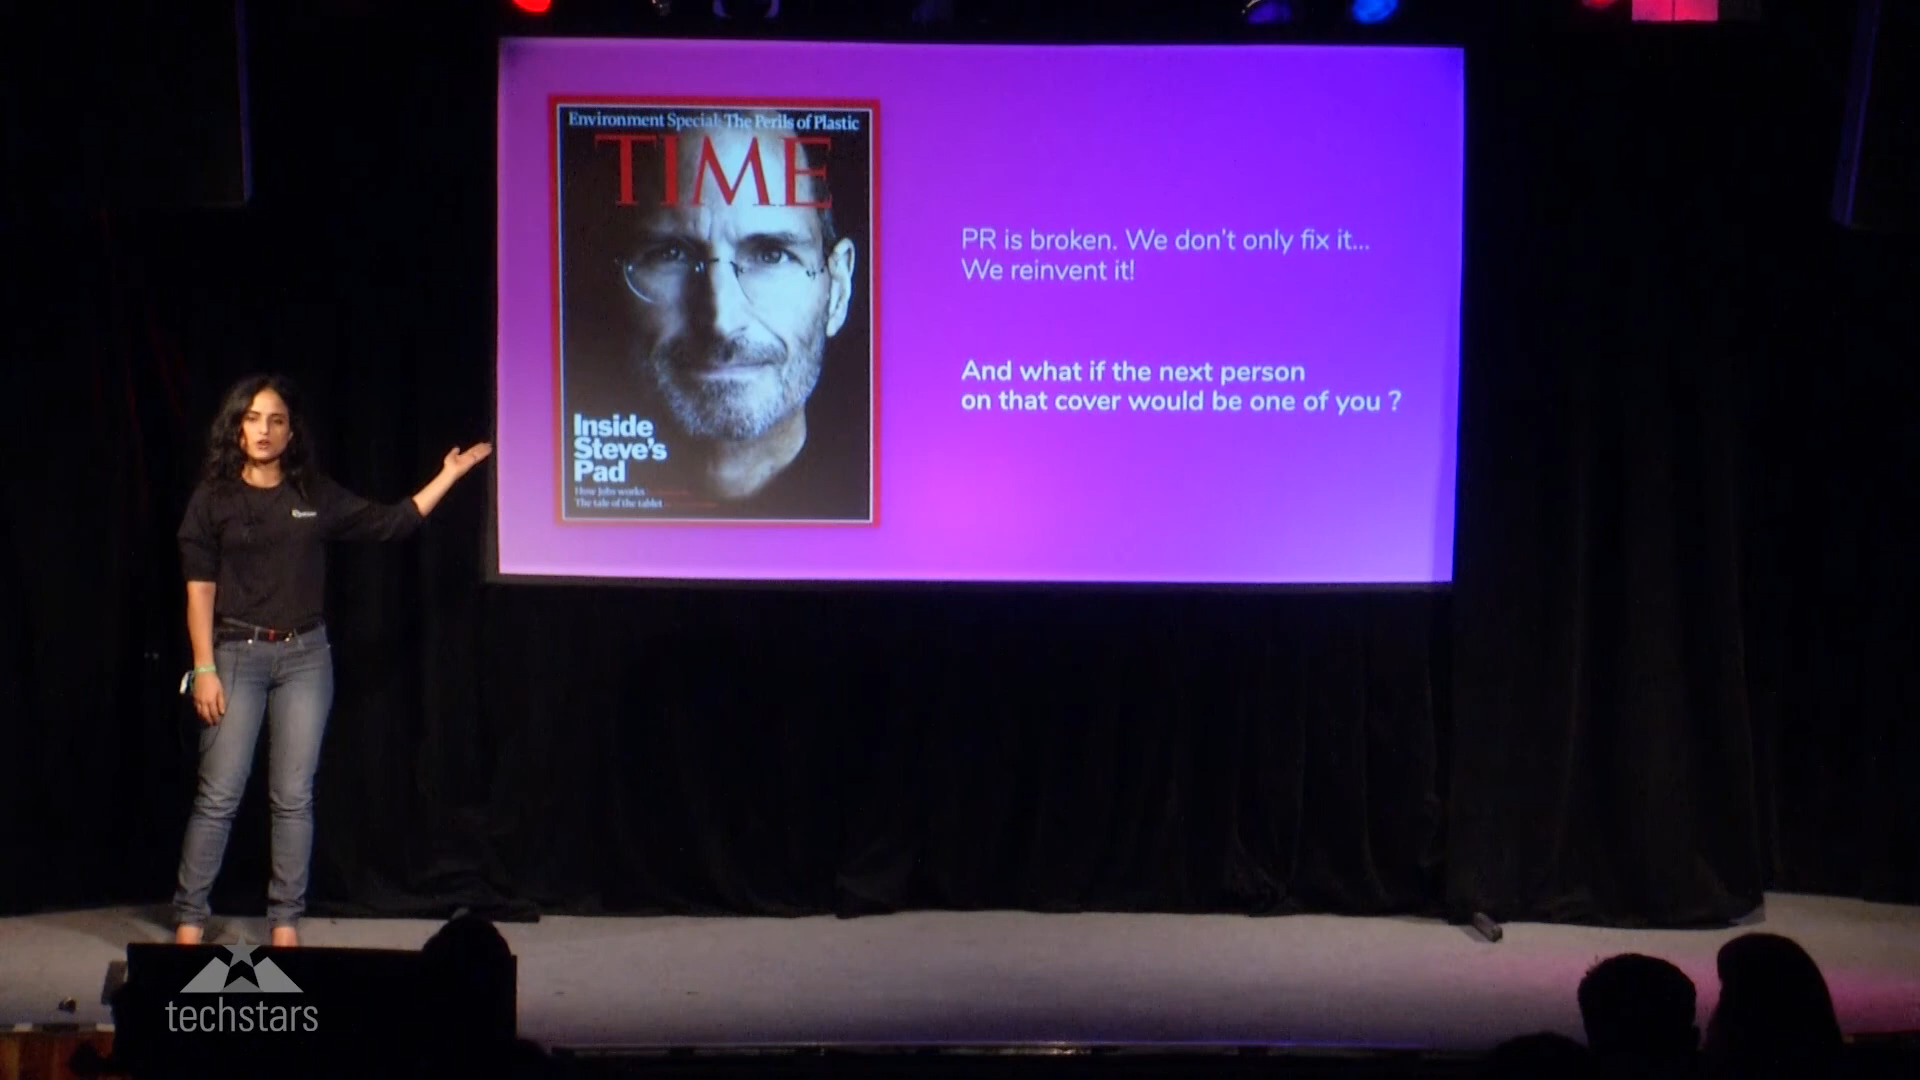 Environment Special: The Perils of Plastic
TIME
Inside
Steve's
Pad
How Jobs works
The tale of the tablet
PR is broken. We don't only fix it...
We reinvent it!
And what if the next person
on that cover would be one of you ?
techstars